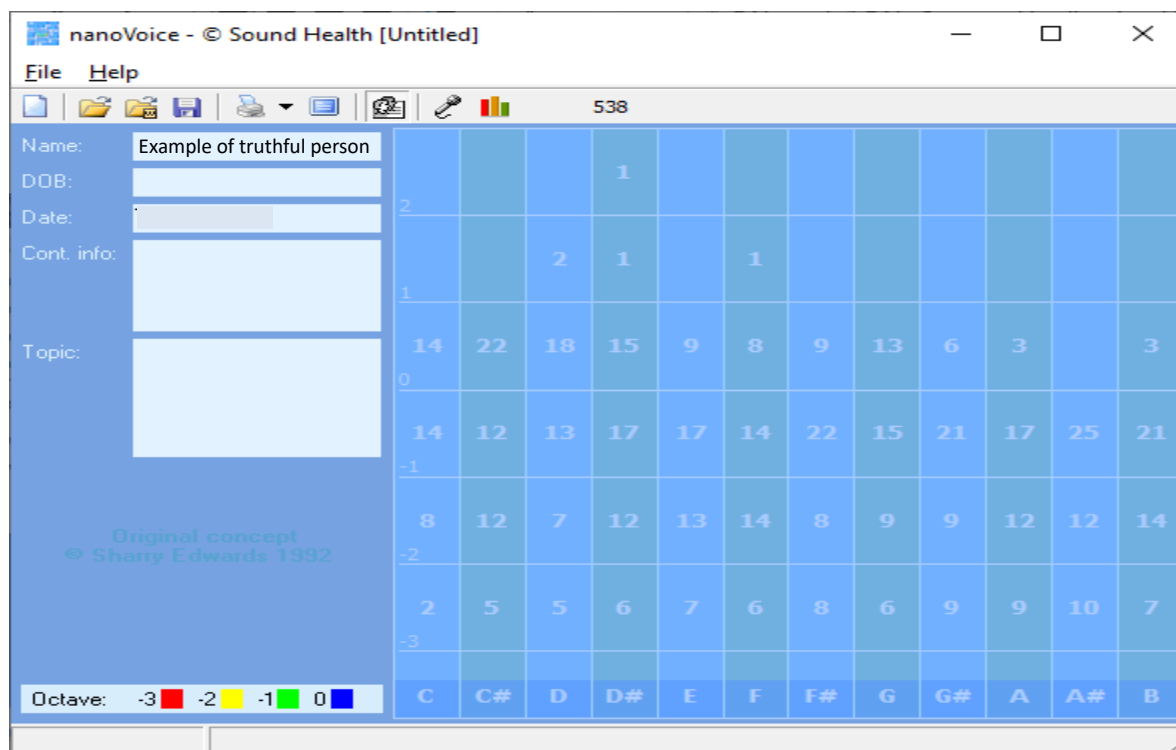 nanoVoice - © Sound Health [Untitled]
File Help
538
Name: Example of truthful person
DOB:
Date:
Cont. info:
Topic:
Original concept
© Sharry Edwards 1992
Octave: -3 -2 -1 0
1
2
2 1 1
1
14 22 18 15 9 8 9 13 6 3 3
0
14 12 13 17 17 14 22 15 21 17 25 21
-1
8 12 7 12 13 14 8 9 9 12 12 14
-2
2 5 5 6 7 6 8 6 9 9 10 7
-3
C C# D D# E F F# G G# A A# B